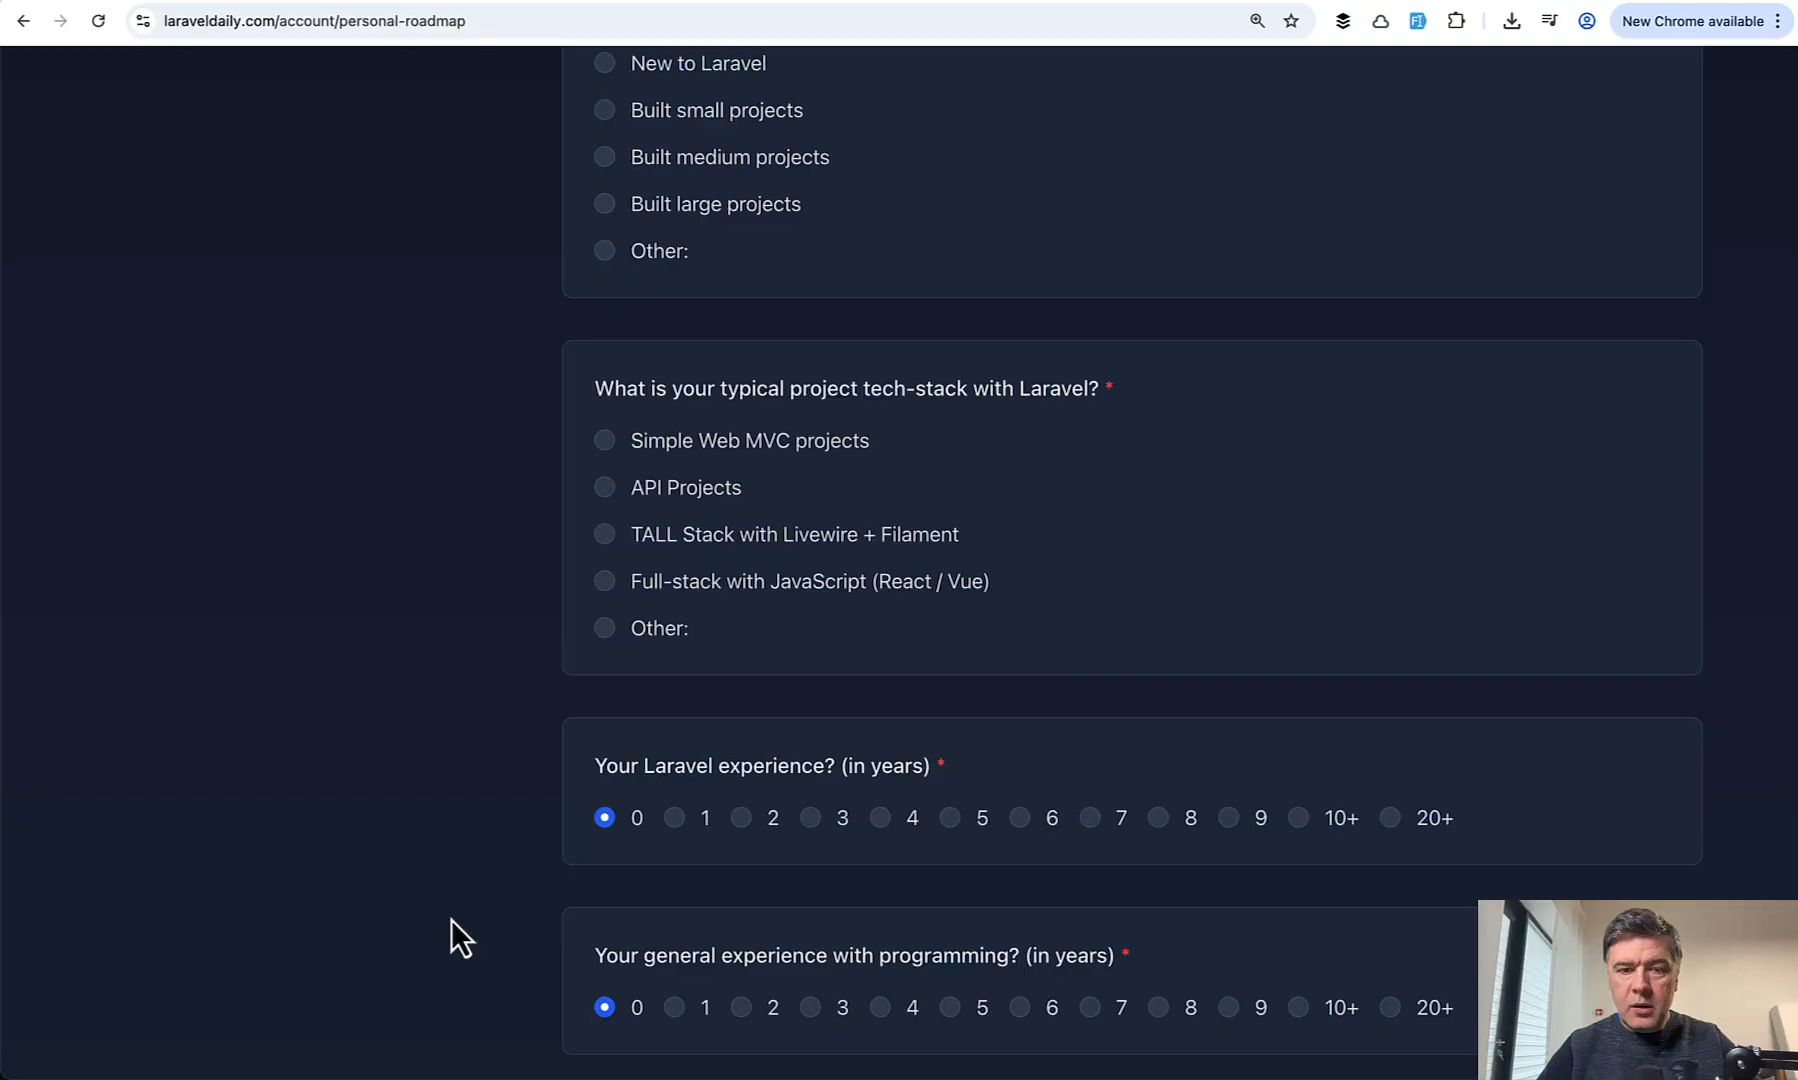 laraveldaily.com/account/personal-roadmap
New Chrome available
New to Laravel
Built small projects
Built medium projects
Built large projects
Other:
What is your typical project tech-stack with Laravel? *
Simple Web MVC projects
API Projects
TALL Stack with Livewire + Filament
Full-stack with JavaScript (React / Vue)
Other:
Your Laravel experience? (in years) *
0 1 2 3 4 5 6 7 8 9 10+ 20+
Your general experience with programming? (in years) *
0 1 2 3 4 5 6 7 8 9 10+ 20+